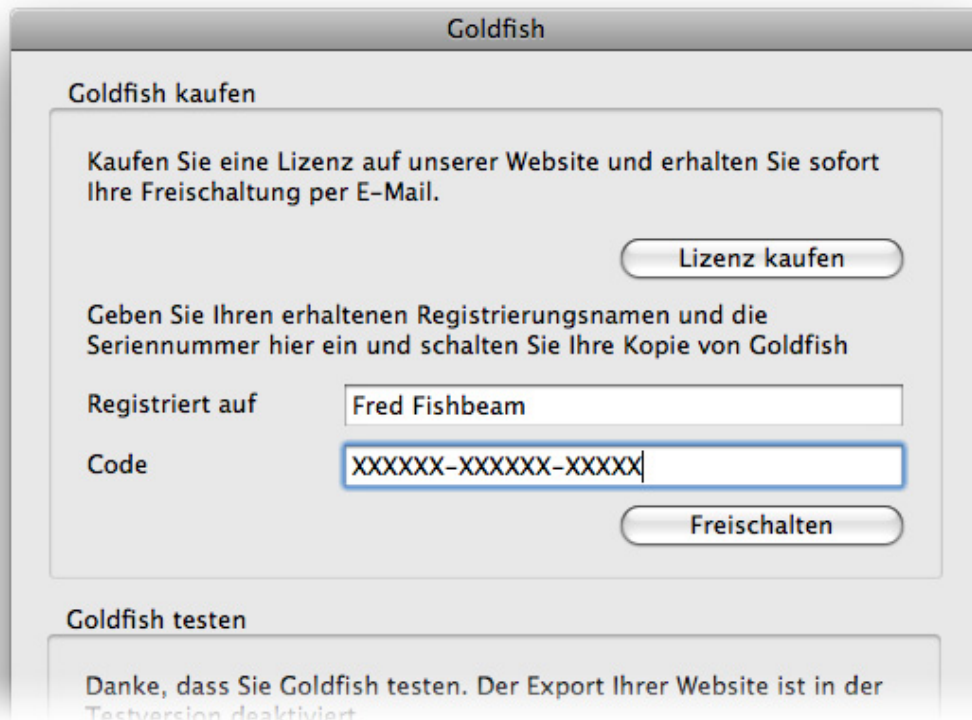 Goldfish
Goldfish kaufen
Kaufen Sie eine Lizenz auf unserer Website und erhalten Sie sofort
Ihre Freischaltung per E-Mail.
Lizenz kaufen
Geben Sie Ihren erhaltenen Registrierungsnamen und die
Seriennummer hier ein und schalten Sie Ihre Kopie von Goldfish
Registriert auf Fred Fishbeam
Code XXXXXX-XXXXXX-XXXXX
Freischalten
Goldfish testen
Danke, dass Sie Goldfish testen. Der Export Ihrer Website ist in der
Testversion deaktiviert